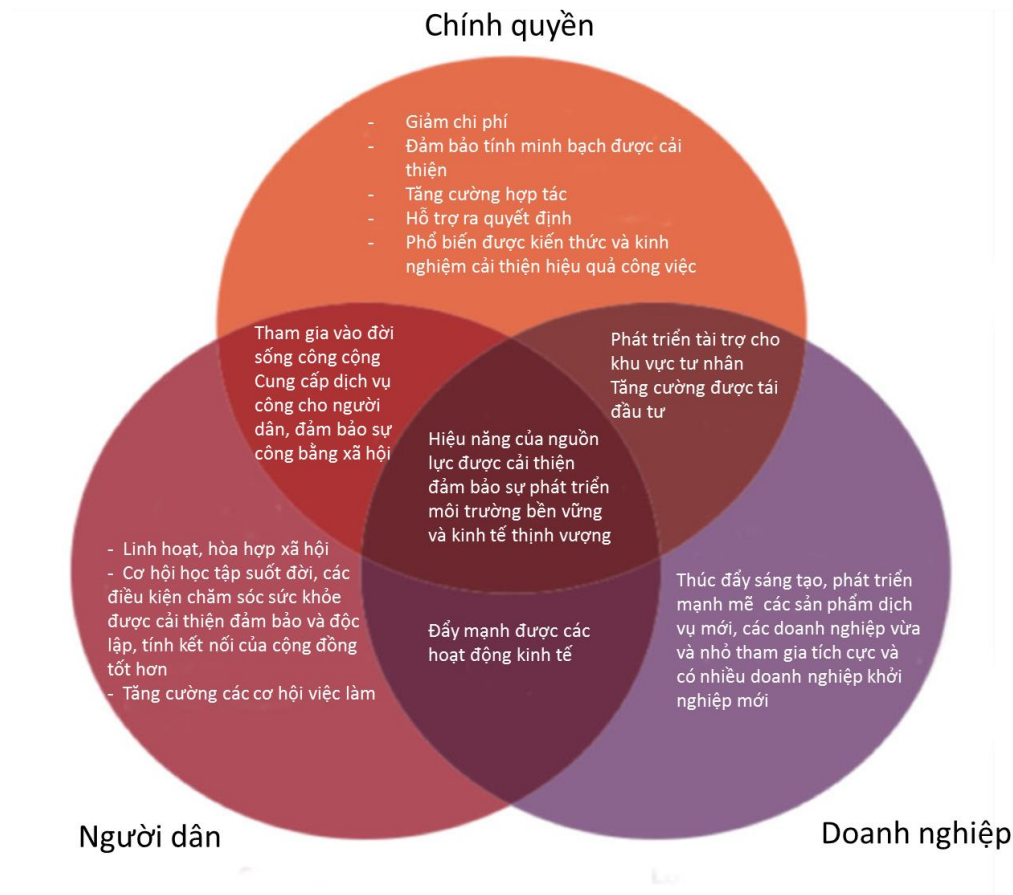 Chính quyền
- Giảm chi phí
- Đảm bảo tính minh bạch được cải
thiện
- Tăng cường hợp tác
- Hỗ trợ ra quyết định
- Phổ biến được kiến thức và kinh
nghiệm cải thiện hiệu quả công việc
Tham gia vào đời
sống công cộng
Cung cấp dịch vụ
công cho người
dân, đảm bảo sự
công bằng xã hội
Phát triển tài trợ cho
khu vực tư nhân
Tăng cường được tái
đầu tư
Hiệu năng của nguồn
lực được cải thiện
đảm bảo sự phát triển
môi trường bền vững
và kinh tế thịnh vượng
- Linh hoạt, hòa hợp xã hội
- Cơ hội học tập suốt đời, các
điều kiện chăm sóc sức khỏe
được cải thiện đảm bảo và độc
lập, tính kết nối của cộng đồng
tốt hơn
- Tăng cường các cơ hội việc làm
Đẩy mạnh được các
hoạt động kinh tế
Thúc đẩy sáng tạo, phát triển
mạnh mẽ các sản phẩm dịch
vụ mới, các doanh nghiệp vừa
và nhỏ tham gia tích cực và
có nhiều doanh nghiệp khởi
nghiệp mới
Người dân
Doanh nghiệp